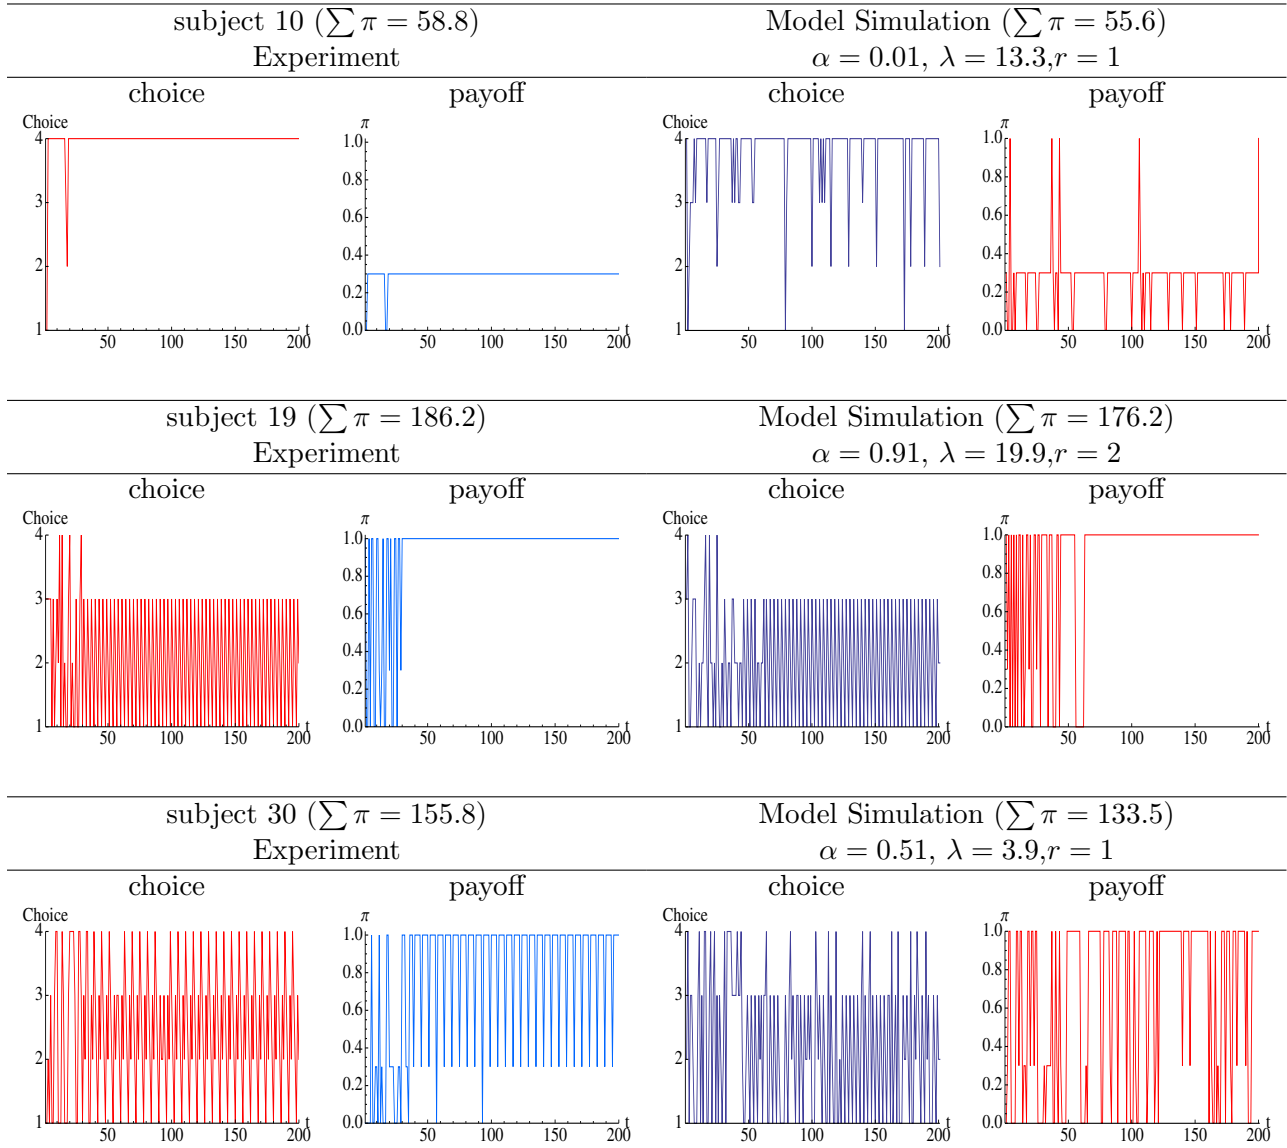 subject 10 (∑ π = 58.8) Model Simulation (∑ π = 55.6)
Experiment α = 0.01, λ = 13.3,r = 1
choice payoff choice payoff
Choice π Choice π
4 1.0 4 1.0
0.8 0.8
3 3
0.6 0.6
0.4 0.4
2 2
0.2 0.2
1 0.0 1 0.0
50 100 150 200 t 50 100 150 200 t 50 100 150 200 t 50 100 150 200 t
subject 19 (∑ π = 186.2) Model Simulation (∑ π = 176.2)
Experiment α = 0.91, λ = 19.9,r = 2
choice payoff choice payoff
Choice π Choice π
4 1.0 4 1.0
0.8 0.8
3 3
0.6 0.6
0.4 0.4
2 2
0.2 0.2
1 0.0 1 0.0
50 100 150 200 t 50 100 150 200 t 50 100 150 200 t 50 100 150 200 t
subject 30 (∑ π = 155.8) Model Simulation (∑ π = 133.5)
Experiment α = 0.51, λ = 3.9,r = 1
choice payoff choice payoff
Choice π Choice π
4 1.0 4 1.0
0.8 0.8
3 3
0.6 0.6
0.4 0.4
2 2
0.2 0.2
1 0.0 1 0.0
50 100 150 200 t 50 100 150 200 t 50 100 150 200 t 50 100 150 200 t